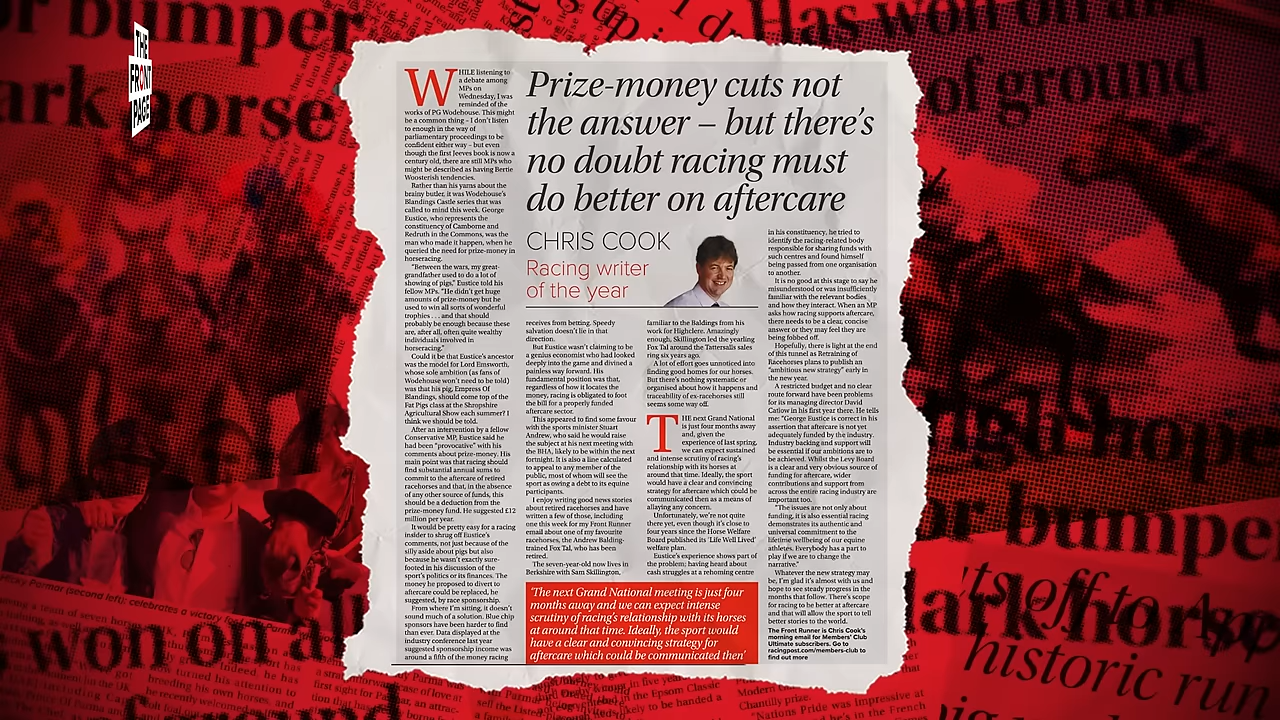 THE
FRONT
PAGE
Prize-money cuts not
the answer – but there's
no doubt racing must
do better on aftercare
CHRIS COOK
Racing writer
of the year
WHILE listening to
a debate among
MPs on
Wednesday, I was
reminded of the
works of PG Wodehouse. This might
be a common thing – I don't listen
to enough in the way of
parliamentary proceedings to be
confident either way – but even
though the first Jeeves book is now a
century old, there are still MPs who
might be described as having Bertie
Woosterish tendencies.
Rather than his yarns about the
brainy butler, it was Wodehouse's
Blandings Castle series that was
called to mind this week. George
Eustice, who represents the
constituency of Camborne and
Redruth in the Commons, was the
man who made it happen, when he
queried the need for prize-money in
horseracing.
"Between the wars, my great-
grandfather used to do a lot of
showing of pigs," Eustice told his
fellow MPs. "He didn't get huge
amounts of prize-money but he
used to win all sorts of wonderful
trophies . . . and that should
probably be enough because these
are, after all, often quite wealthy
individuals involved in
horseracing."
Could it be that Eustice's ancestor
was the model for Lord Emsworth,
whose sole ambition (as fans of
Wodehouse won't need to be told)
was that his pig, Empress Of
Blandings, should come top of the
Fat Pigs class at the Shropshire
Agricultural Show each summer? I
think we should be told.
After an intervention by a fellow
Conservative MP, Eustice said he
had been "provocative" with his
comments about prize-money. His
main point was that racing should
find substantial annual sums to
commit to the aftercare of retired
racehorses and that, in the absence
of any other source of funds, this
should be a deduction from the
prize-money fund. He suggested £12
million per year.
It would be pretty easy for a racing
insider to shrug off Eustice's
comments, not just because of the
silly aside about pigs but also
because he wasn't exactly sure-
footed in his discussion of the
sport's politics or its finances. The
money he proposed to divert to
aftercare could be replaced, he
suggested, by race sponsorship.
From where I'm sitting, it doesn't
sound much of a solution. Blue chip
sponsors have been harder to find
than ever. Data displayed at the
industry conference last year
suggested sponsorship income was
around a fifth of the money racing
receives from betting. Speedy
salvation doesn't lie in that
direction.
But Eustice wasn't claiming to be
a genius economist who had looked
deeply into the game and divined a
painless way forward. His
fundamental position was that,
regardless of how it locates the
money, racing is obligated to foot
the bill for a properly funded
aftercare sector.
This appeared to find some favour
with the sports minister Stuart
Andrew, who said he would raise
the subject at his next meeting with
the BHA, likely to be within the next
fortnight. It is also a line calculated
to appeal to any member of the
public, most of whom will see the
sport as owing a debt to its equine
participants.
I enjoy writing good news stories
about retired racehorses and have
written a few of those, including
one this week for my Front Runner
email about one of my favourite
racehorses, the Andrew Balding-
trained Fox Tal, who has been
retired.
The seven-year-old now lives in
Berkshire with Sam Skillington,
familiar to the Baldings from his
work for Highclere. Amazingly
enough, Skillington led the yearling
Fox Tal around the Tattersalls sales
ring six years ago.
A lot of effort goes unnoticed into
finding good homes for our horses.
But there's nothing systematic or
organised about how it happens and
traceability of ex-racehorses still
seems some way off.
THE next Grand National
is just four months away
and, given the
experience of last spring,
we can expect sustained
and intense scrutiny of racing's
relationship with its horses at
around that time. Ideally, the sport
would have a clear and convincing
strategy for aftercare which could be
communicated then as a means of
allaying any concern.
Unfortunately, we're not quite
there yet, even though it's close to
four years since the Horse Welfare
Board published its 'Life Well Lived'
welfare plan.
Eustice's experience shows part of
the problem; having heard about
cash struggles at a rehoming centre
in his constituency, he tried to
identify the racing-related body
responsible for sharing funds with
such centres and found himself
being passed from one organisation
to another.
It is no good at this stage to say he
misunderstood or was insufficiently
familiar with the relevant bodies
and how they interact. When an MP
asks how racing supports aftercare,
there needs to be a clear, concise
answer or they may feel they are
being fobbed off.
Hopefully, there is light at the end
of this tunnel as Retraining of
Racehorses plans to publish an
"ambitious new strategy" early in
the new year.
A restricted budget and no clear
route forward have been problems
for its managing director David
Catlow in his first year there. He tells
me: "George Eustice is correct in his
assertion that aftercare is not yet
adequately funded by the industry.
Industry backing and support will
be essential if our ambitions are to
be achieved. Whilst the Levy Board
is a clear and very obvious source of
funding for aftercare, wider
contributions and support from
across the entire racing industry are
important too.
"The issues are not only about
funding, it is also essential racing
demonstrates its authentic and
universal commitment to the
lifetime wellbeing of our equine
athletes. Everybody has a part to
play if we are to change the
narrative."
Whatever the new strategy may
be, I'm glad it's almost with us and
hope to see steady progress in the
months that follow. There's scope
for racing to be better at aftercare
and that will allow the sport to tell
better stories to the world.
The Front Runner is Chris Cook's
morning email for Members' Club
Ultimate subscribers. Go to
racingpost.com/members-club to
find out more
'The next Grand National meeting is just four
months away and we can expect intense
scrutiny of racing's relationship with its horses
at around that time. Ideally, the sport would
have a clear and convincing strategy for
aftercare which could be communicated then'
or bumper
Has won on all
of groun
won on
or bumpe
'ts off
historic run